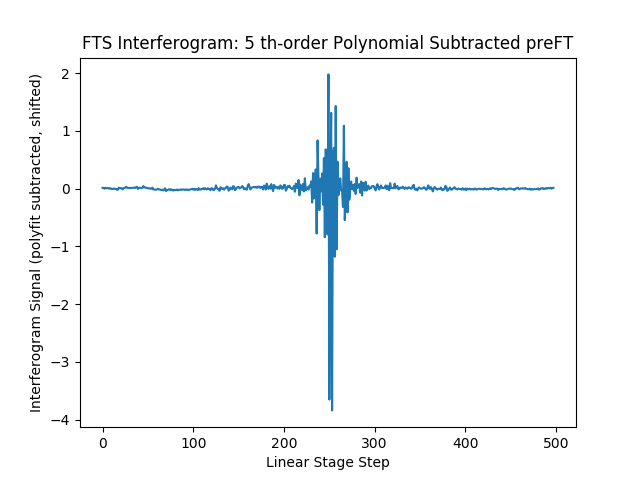 FTS Interferogram: 5 th-order Polynomial Subtracted preFT
Interferogram Signal (polyfit subtracted, shifted)
2
1
0
−1
−2
−3
−4
0 100 200 300 400 500
Linear Stage Step